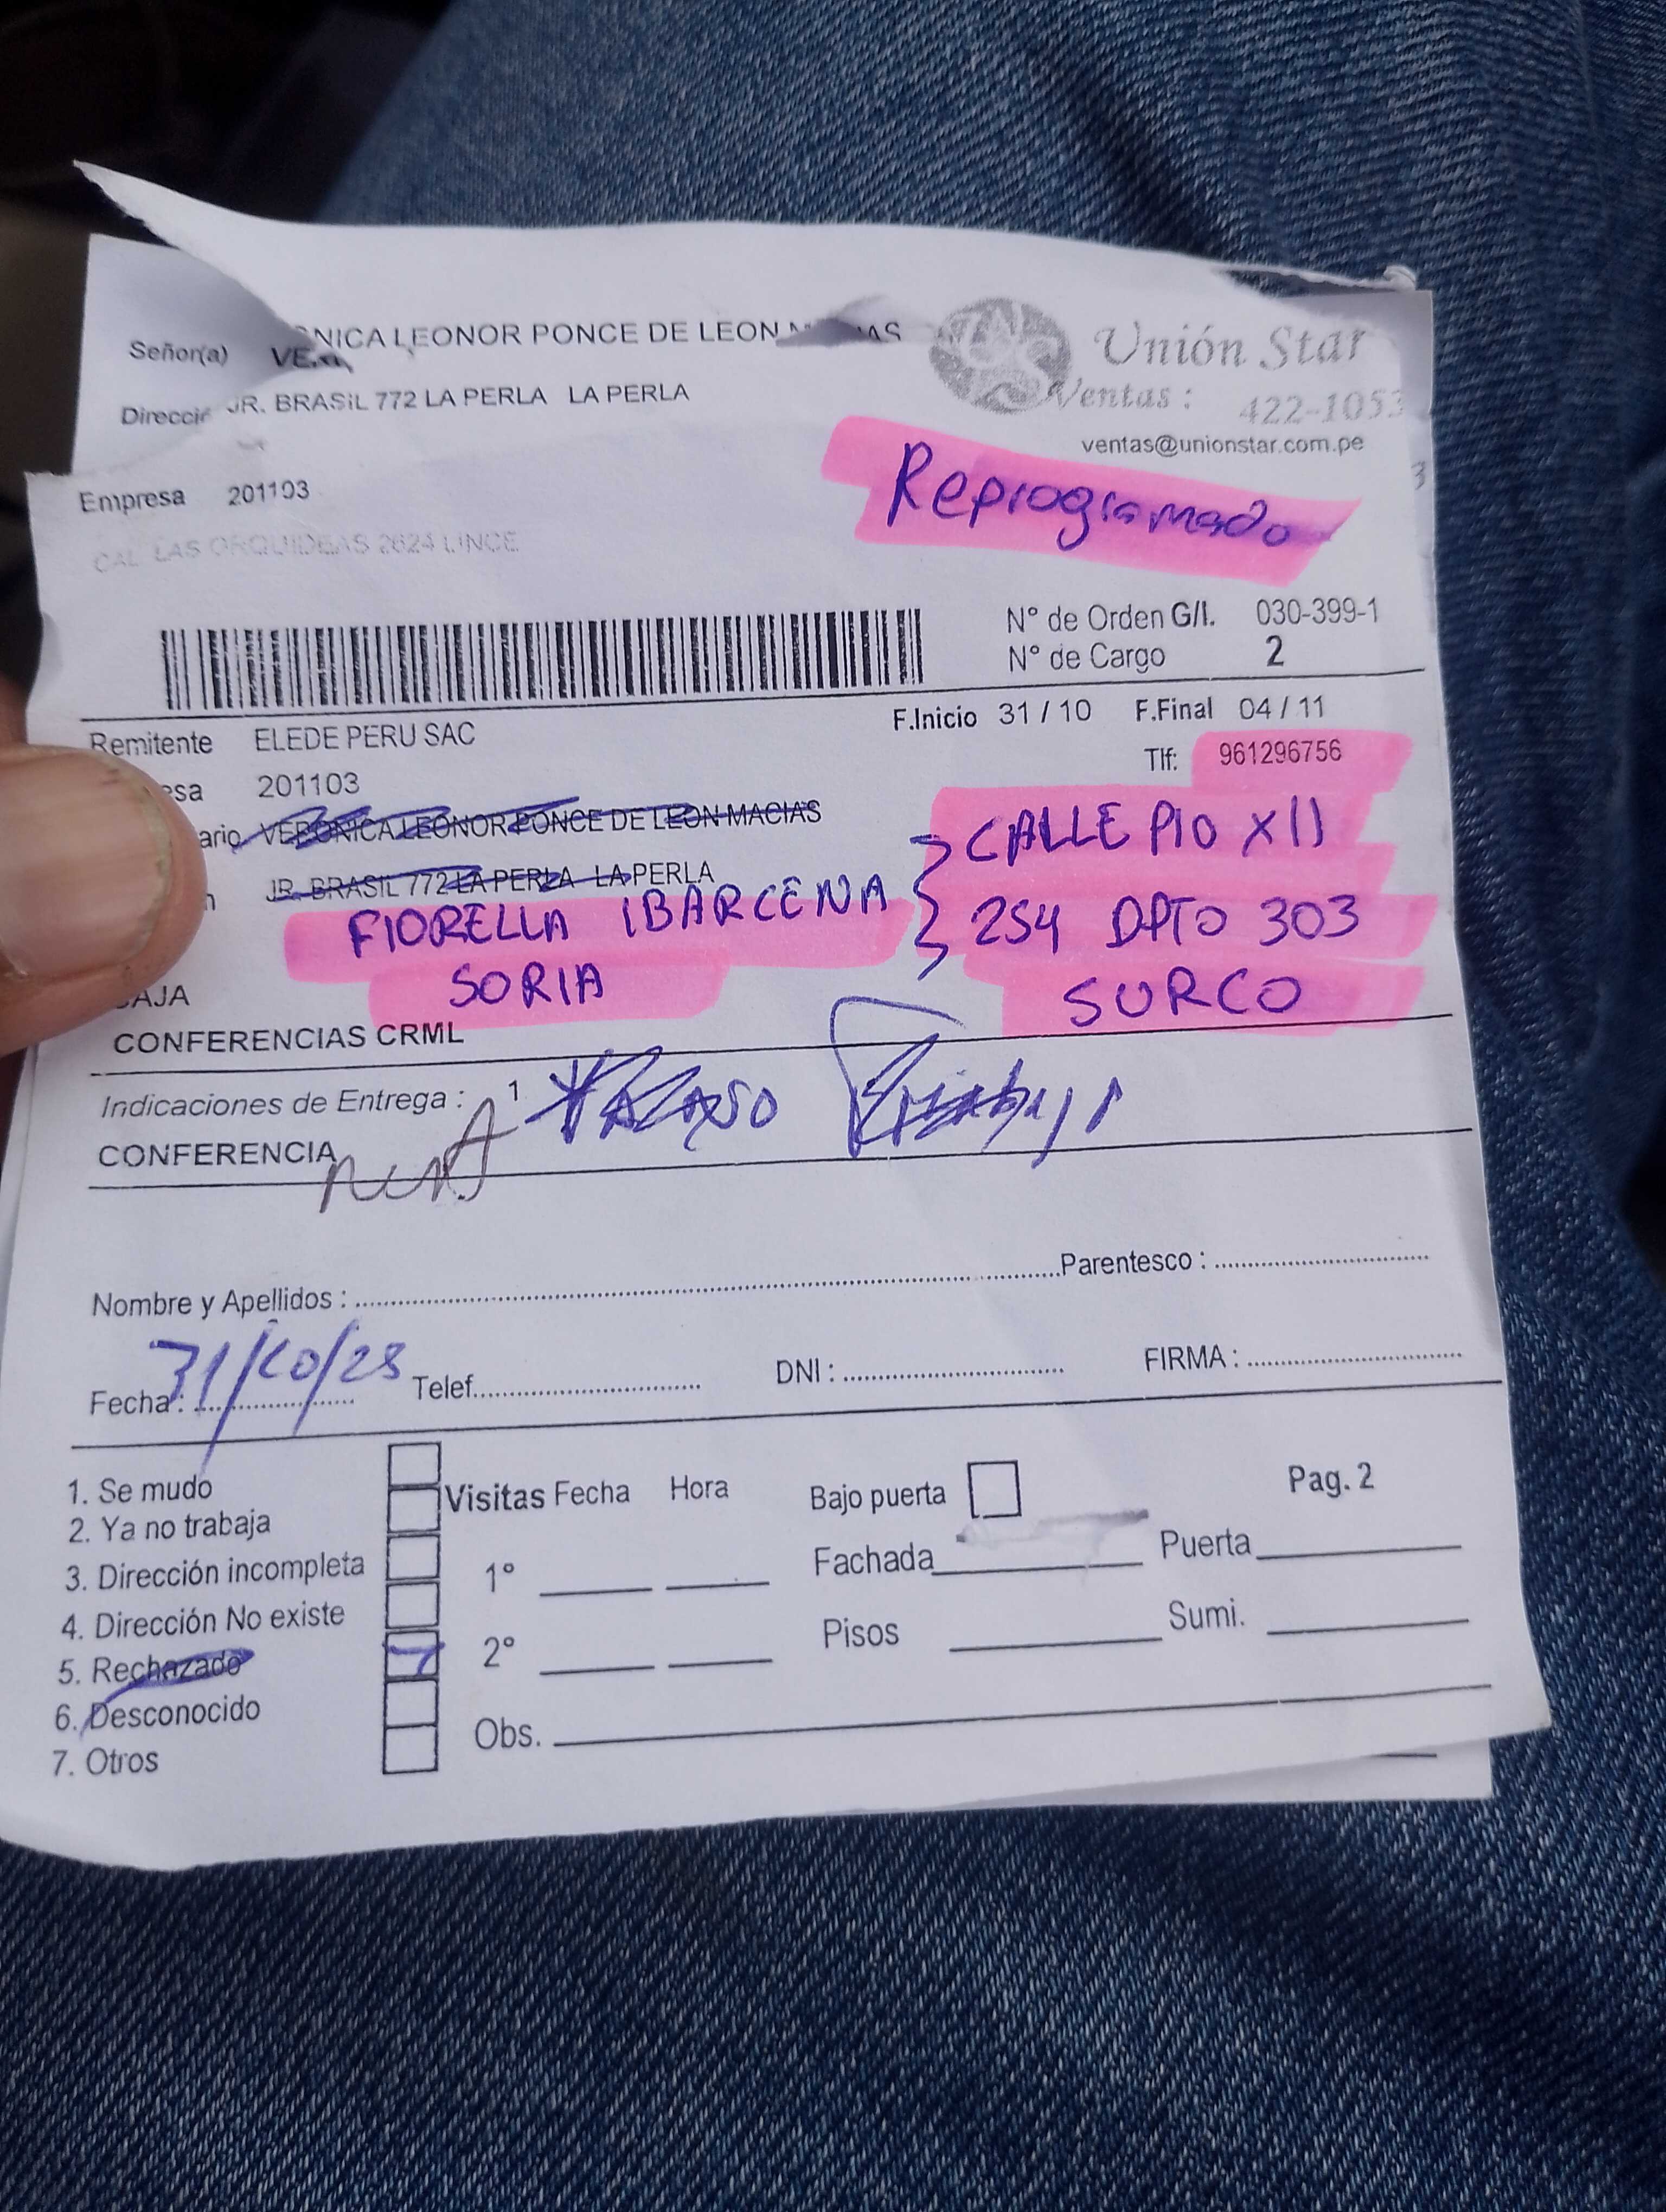 Señor(a) VERONICA LEONOR PONCE DE LEON MACIAS
JR. BRASIL 772 LA PERLA LA PERLA
Unión Star
Ventas : 422-1053
ventas@unionstar.com.pe
Empresa 201103
Reprogramado
CAL LAS ORQUIDEAS 2624 LINCE
N° de Orden G/I. 030-399-1
N° de Cargo 2
Remitente ELEDE PERU SAC
F.Inicio 31 / 10 F.Final 04 / 11
Tlf: 961296756
esa 201103
ario VERONICA LEONOR PONCE DE LEON MACIAS
n JR. BRASIL 772 LA PERLA LA PERLA
FIORELLA IBARCENA
SORIA
CALLE PIO XII
254 DPTO 303
SURCO
CAJA
CONFERENCIAS CRML
Indicaciones de Entrega : 1
CONFERENCIA
Nombre y Apellidos : Parentesco :
Fecha : 31/10/23 Telef. DNI : FIRMA :
1. Se mudo
2. Ya no trabaja
3. Dirección incompleta
4. Dirección No existe
5. Rechazado
6. Desconocido
7. Otros
Visitas Fecha Hora
1°
2°
Obs.
Bajo puerta
Pag. 2
Fachada Puerta
Pisos Sumi.